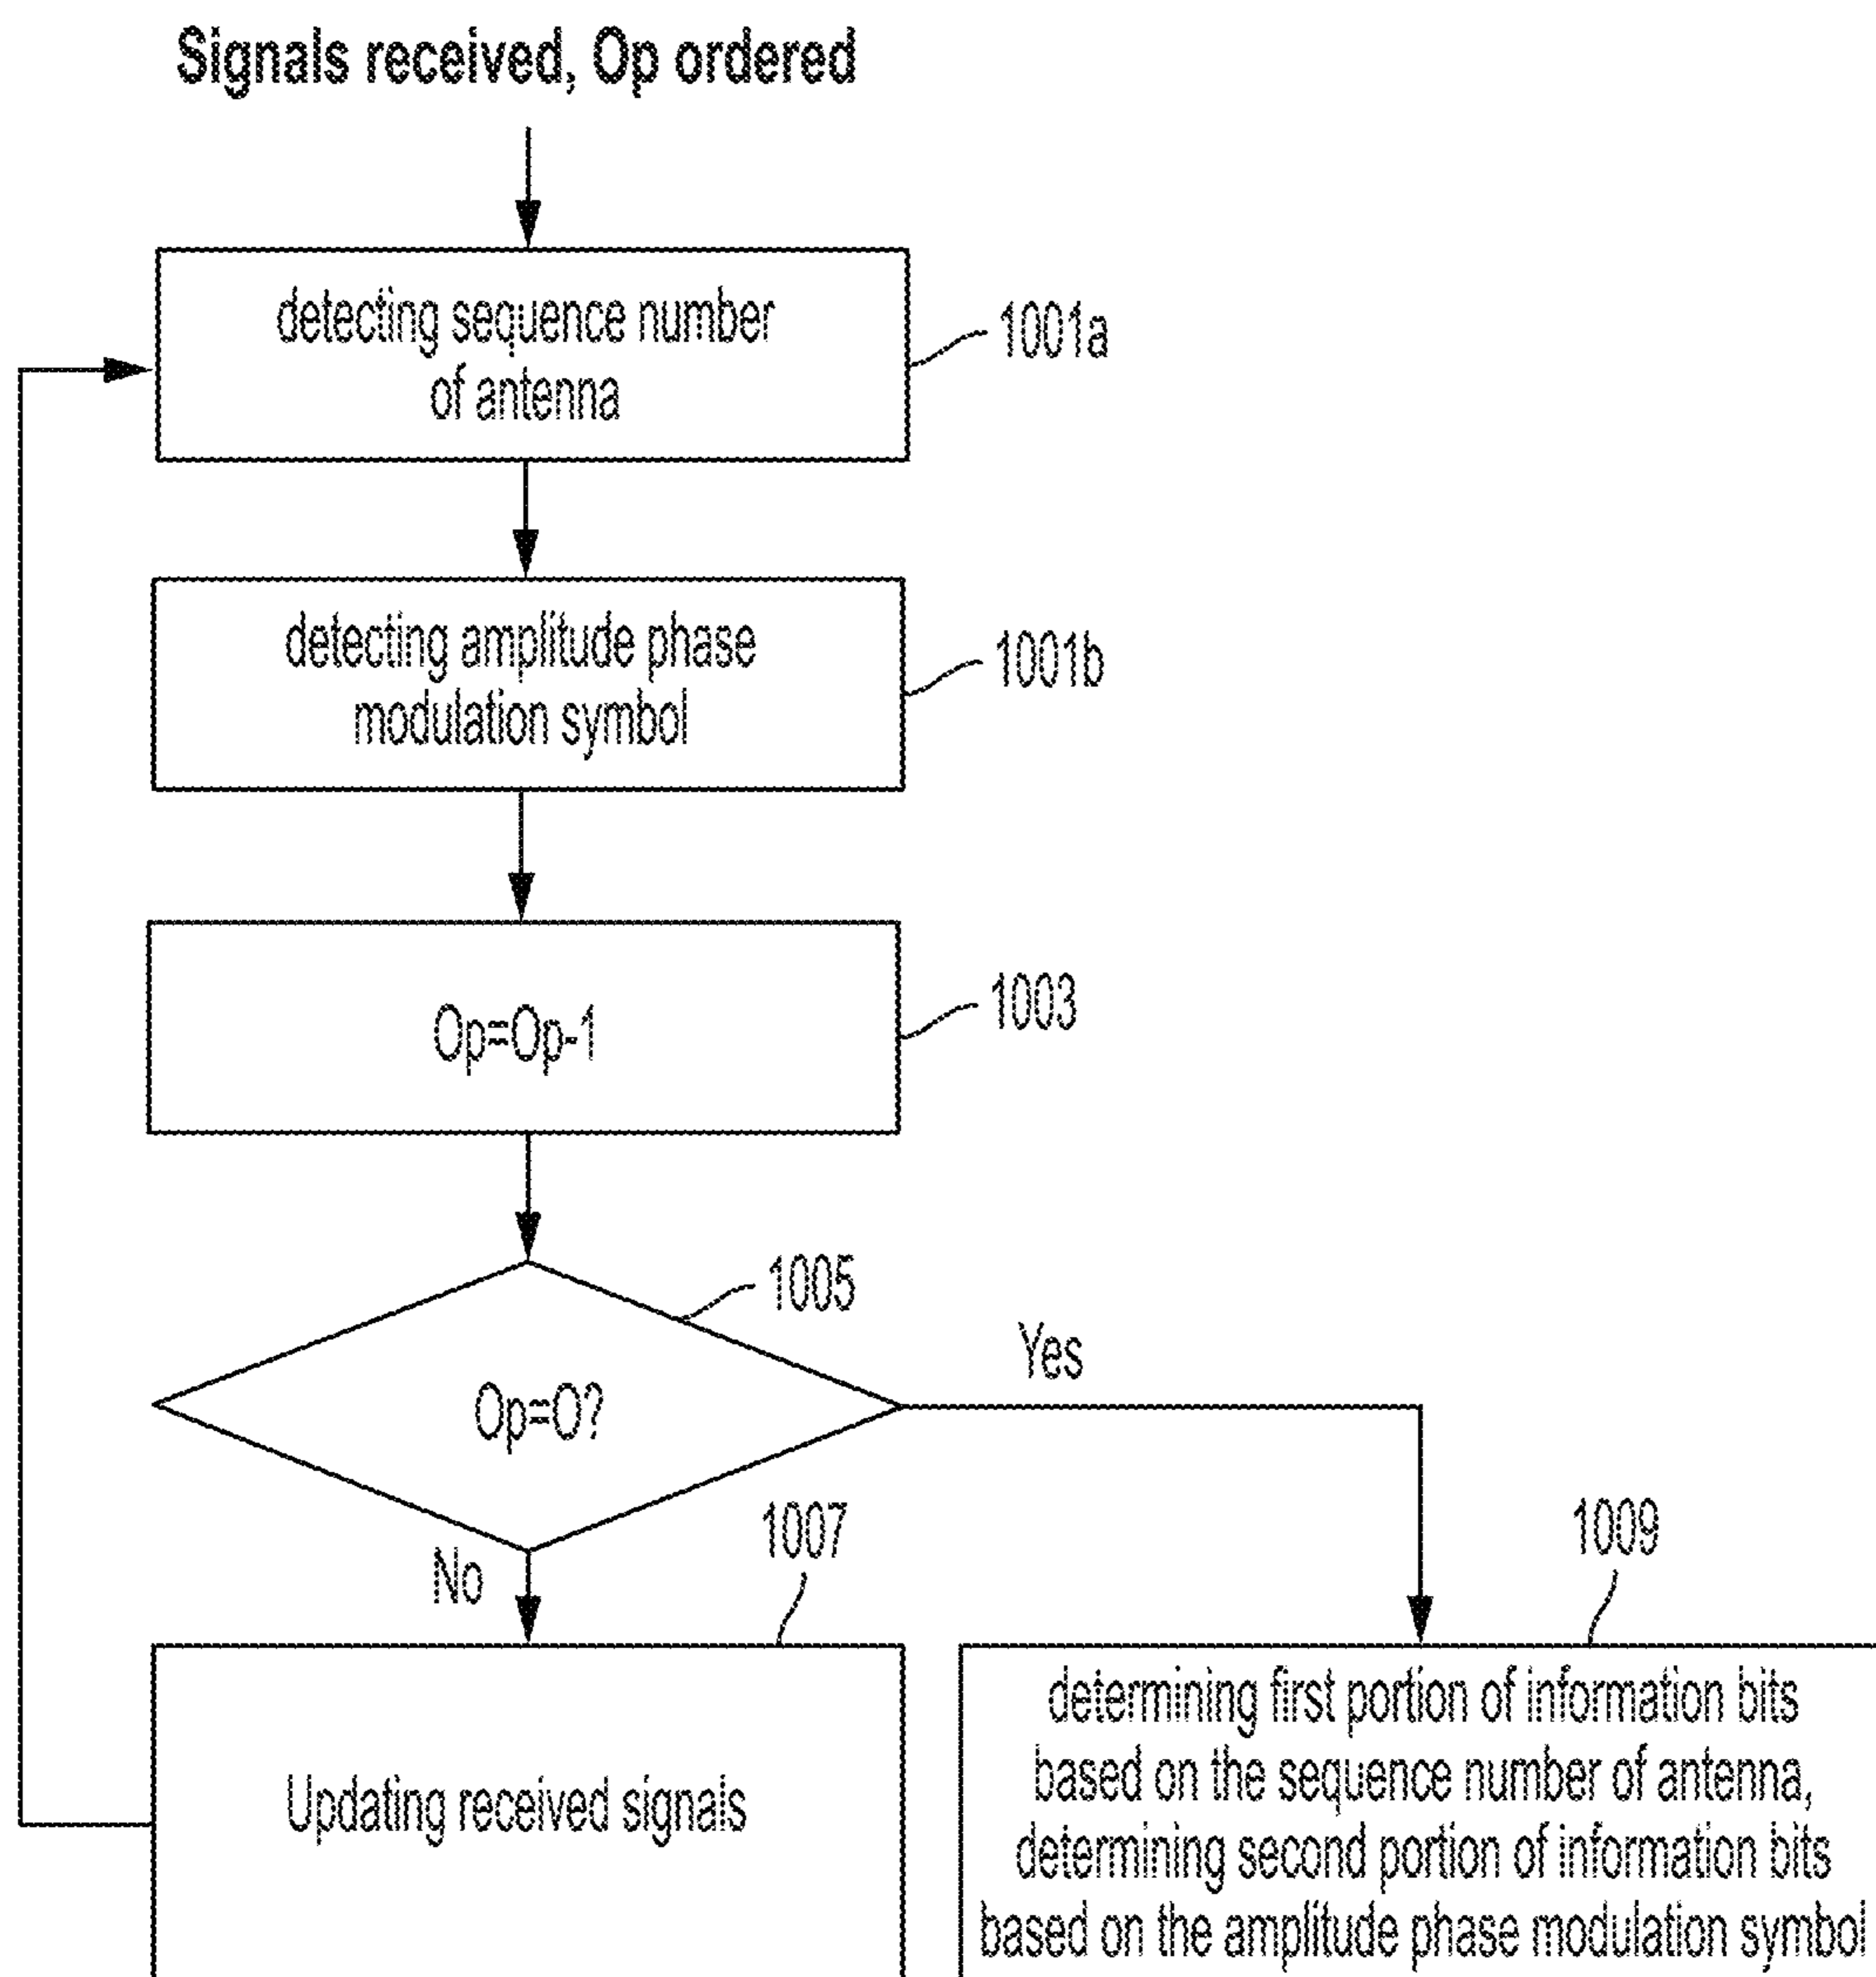 Signals received, Op ordered
detecting sequence number
of antenna
1001a
detecting amplitude phase
modulation symbol
1001b
Op=Op-1
1003
1005
Op=O?
Yes
No
1007
1009
Updating received signals
determining first portion of information bits
based on the sequence number of antenna,
determining second portion of information bits
based on the amplitude phase modulation symbol